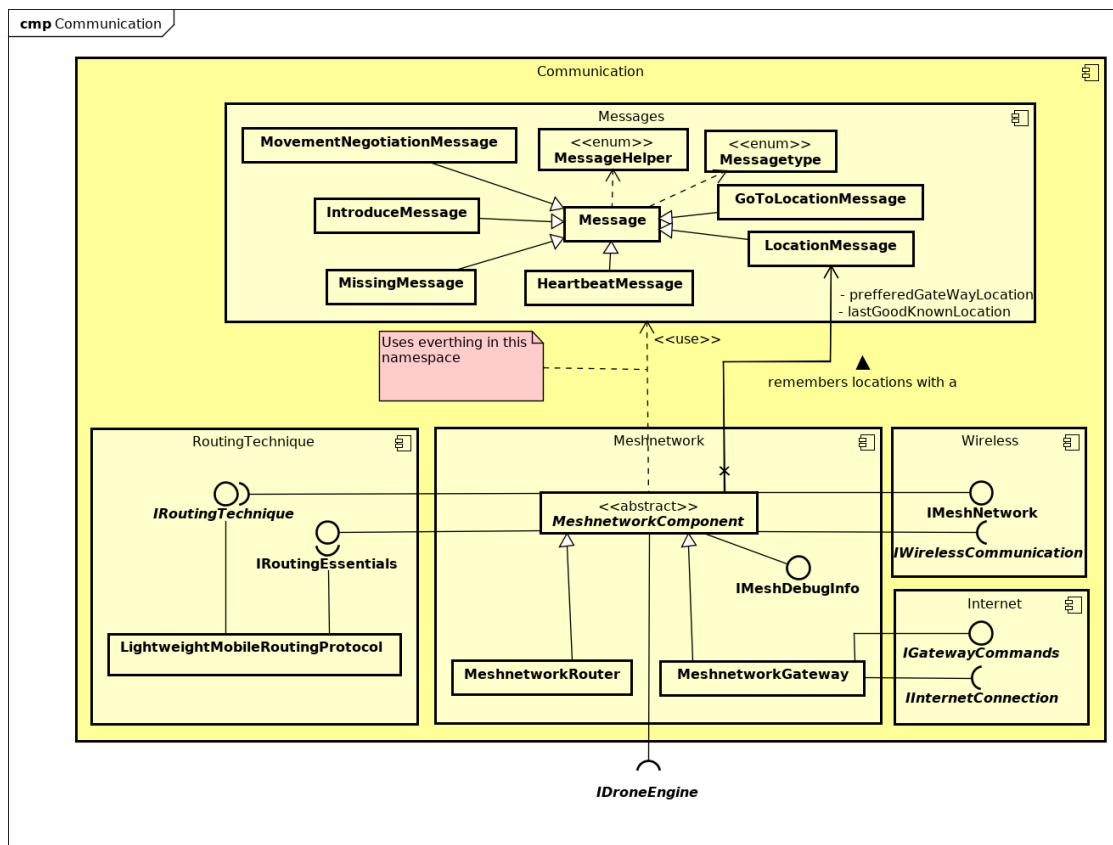 cmp Communication
Communication
Messages
MovementNegotiationMessage
<<enum>>
MessageHelper
<<enum>>
Messagetype
IntroduceMessage
Message
GoToLocationMessage
LocationMessage
MissingMessage
HeartbeatMessage
- prefferedGateWayLocation
- lastGoodKnownLocation
Uses everthing in this
namespace
<<use>>
remembers locations with a
RoutingTechnique
Meshnetwork
Wireless
IRoutingTechnique
<<abstract>>
MeshnetworkComponent
IMeshNetwork
IRoutingEssentials
IWirelessCommunication
IMeshDebugInfo
Internet
LightweightMobileRoutingProtocol
IGatewayCommands
MeshnetworkRouter
MeshnetworkGateway
IInternetConnection
IDroneEngine